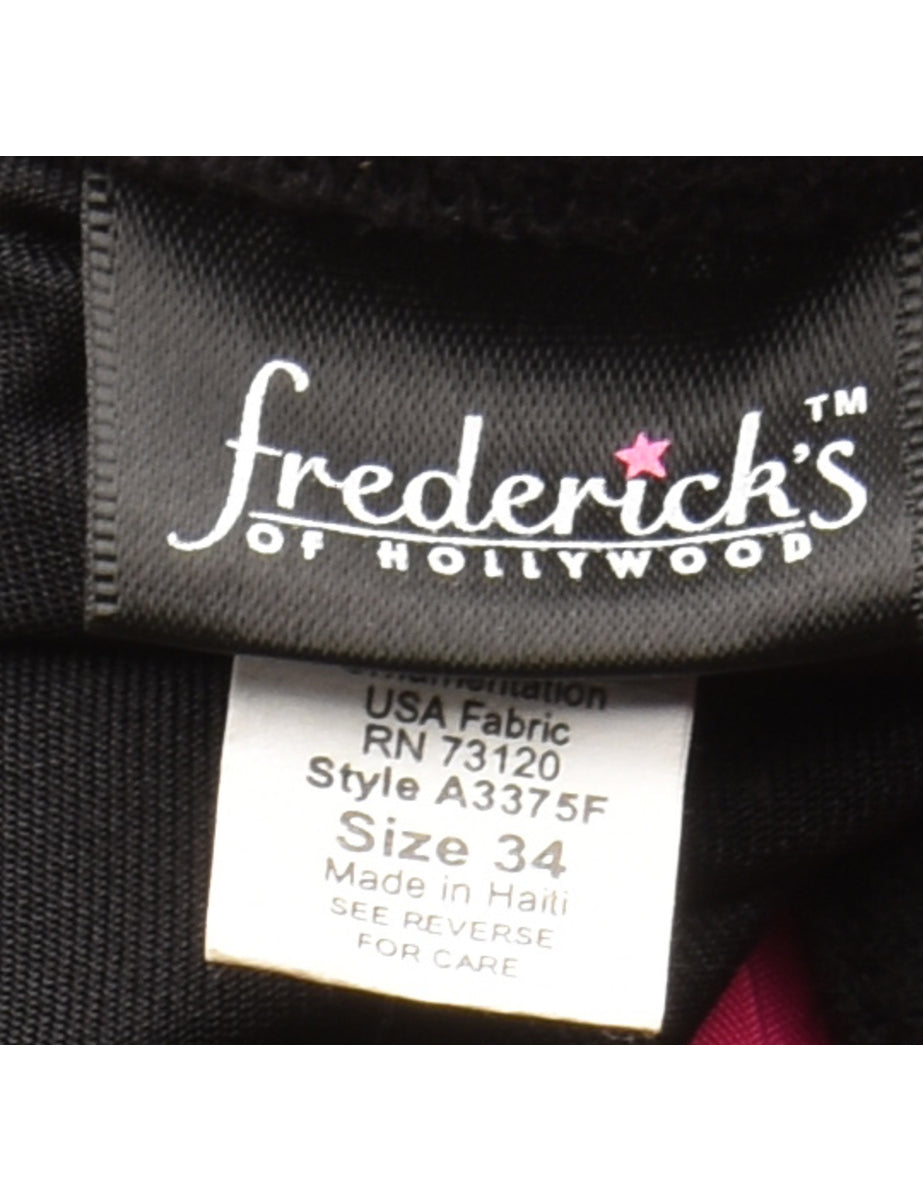 frederick's™
OF HOLLYWOOD
USA Fabric
RN 73120
Style A3375F
Size 34
Made in Haiti
SEE REVERSE
FOR CARE